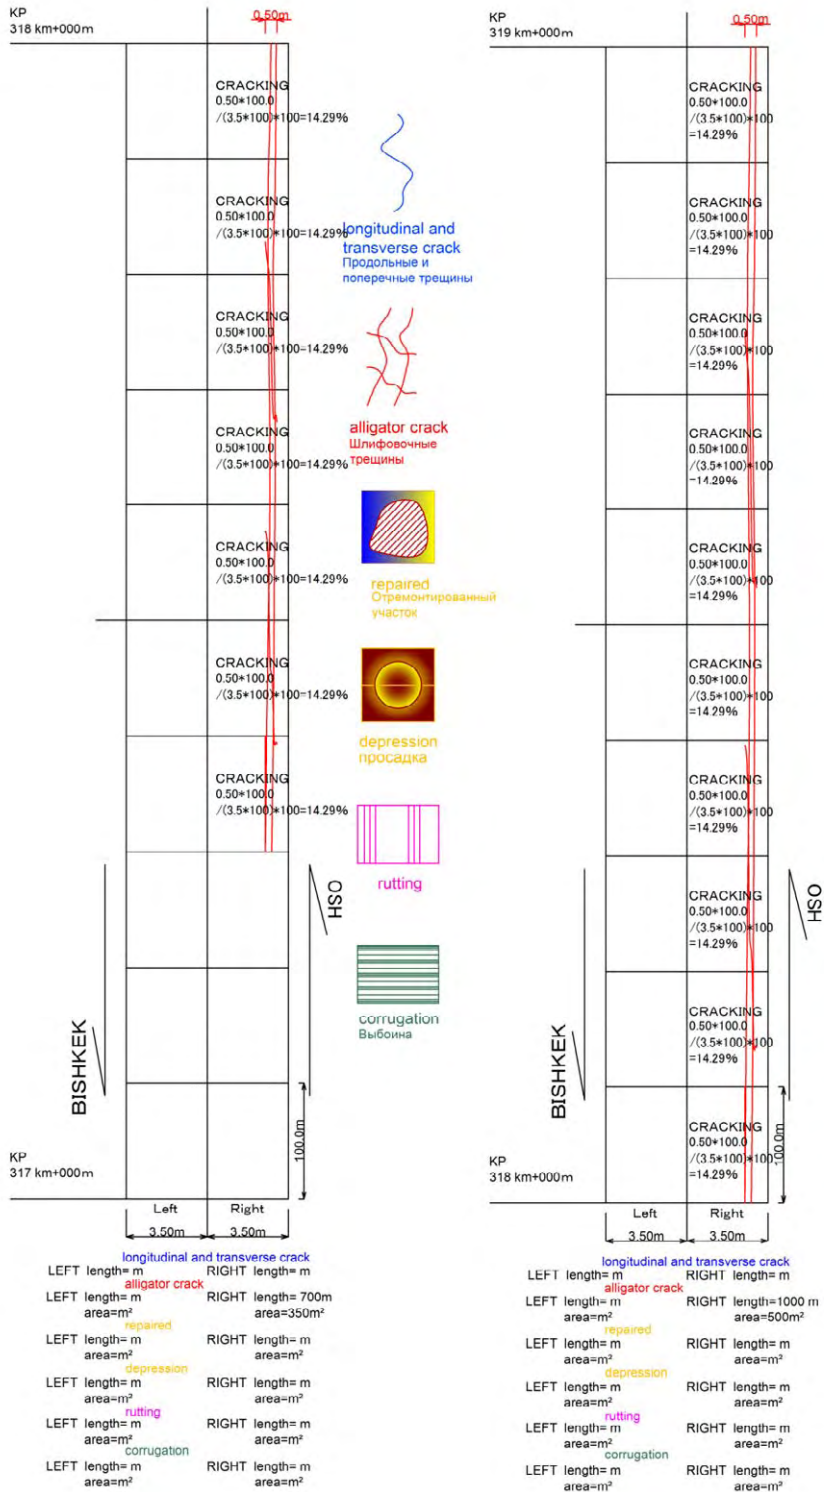 KP
318 km+000m
0.50m
CRACKING
0.50*100.0
/(3.5*100)*100=14.29%
CRACKING
0.50*100.0
/(3.5*100)*100=14.29%
CRACKING
0.50*100.0
/(3.5*100)*100=14.29%
CRACKING
0.50*100.0
/(3.5*100)*100=14.29%
CRACKING
0.50*100.0
/(3.5*100)*100=14.29%
CRACKING
0.50*100.0
/(3.5*100)*100=14.29%
CRACKING
0.50*100.0
/(3.5*100)*100=14.29%
BISHKEK
OSH
100.0m
KP
317 km+000m
Left
Right
3.50m
3.50m
longitudinal and transverse crack
LEFT length= m RIGHT length= m
alligator crack
LEFT length= m RIGHT length= 700m
area=m² area=350m²
repaired
LEFT length= m RIGHT length= m
area=m² area=m²
depression
LEFT length= m RIGHT length= m
area=m² area=m²
rutting
LEFT length= m RIGHT length= m
area=m² area=m²
corrugation
LEFT length= m RIGHT length= m
area=m² area=m²
longitudinal and
transverse crack
Продольные и
поперечные трещины
alligator crack
Шлифовочные
трещины
repaired
Отремонтированный
участок
depression
просадка
rutting
corrugation
Выбоина
KP
319 km+000m
0.50m
CRACKING
0.50*100.0
/(3.5*100)*100
=14.29%
CRACKING
0.50*100.0
/(3.5*100)*100
=14.29%
CRACKING
0.50*100.0
/(3.5*100)*100
=14.29%
CRACKING
0.50*100.0
/(3.5*100)*100
=14.29%
CRACKING
0.50*100.0
/(3.5*100)*100
=14.29%
CRACKING
0.50*100.0
/(3.5*100)*100
=14.29%
CRACKING
0.50*100.0
/(3.5*100)*100
=14.29%
CRACKING
0.50*100.0
/(3.5*100)*100
=14.29%
CRACKING
0.50*100.0
/(3.5*100)*100
=14.29%
CRACKING
0.50*100.0
/(3.5*100)*100
=14.29%
BISHKEK
OSH
100.0m
KP
318 km+000m
Left
Right
3.50m
3.50m
longitudinal and transverse crack
LEFT length= m RIGHT length= m
alligator crack
LEFT length= m RIGHT length=1000 m
area=m² area=500m²
repaired
LEFT length= m RIGHT length= m
area=m² area=m²
depression
LEFT length= m RIGHT length= m
area=m² area=m²
rutting
LEFT length= m RIGHT length= m
area=m² area=m²
corrugation
LEFT length= m RIGHT length= m
area=m² area=m²